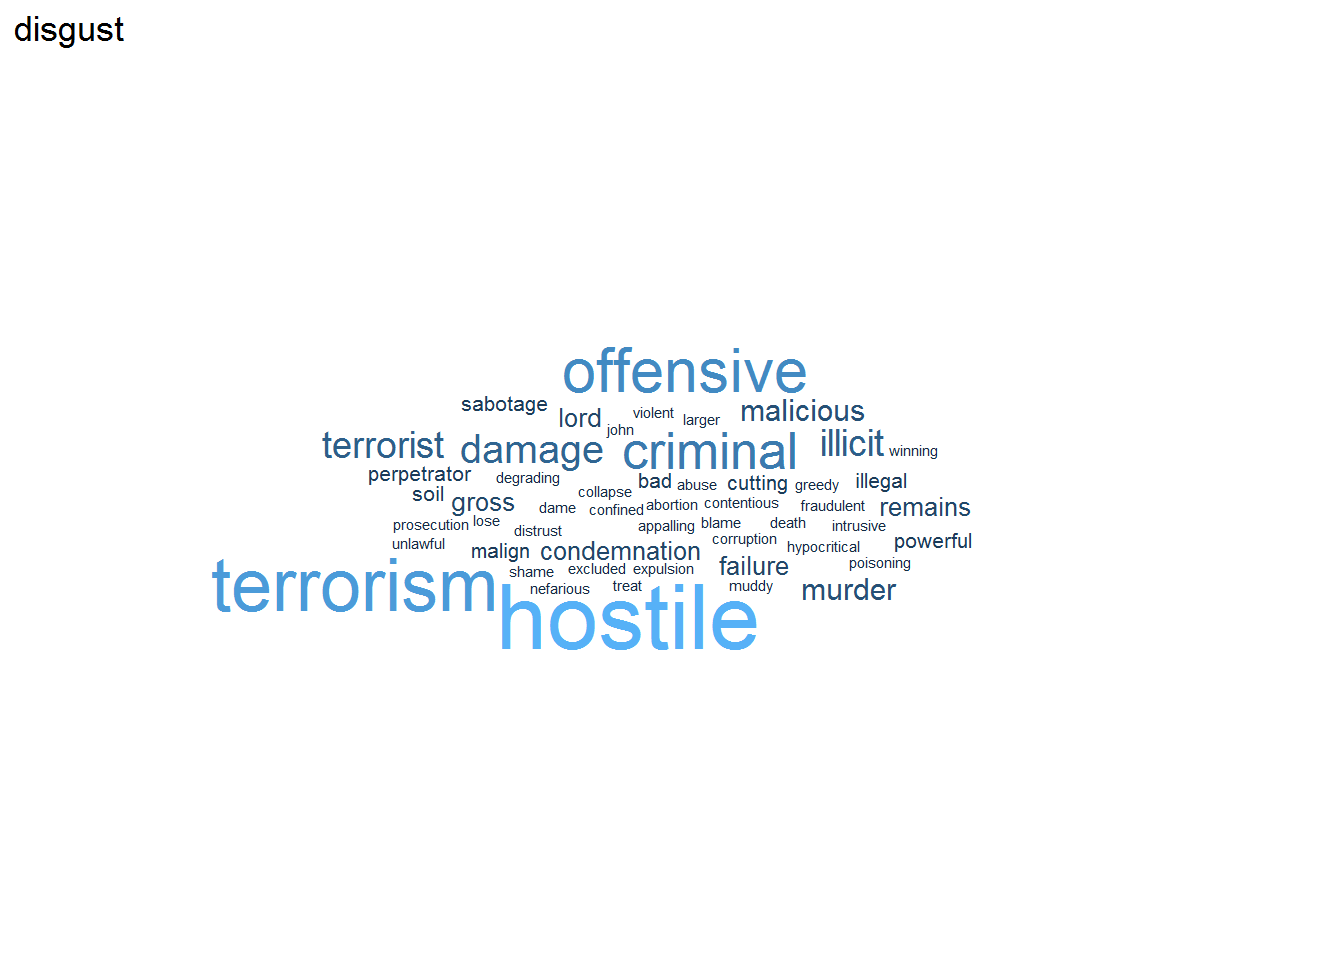 disgust
offensive
sabotage lord violent larger malicious
john
terrorist damage criminal illicit winning
perpetrator degrading bad abuse cutting greedy illegal
soil gross collapse dame confined abortion contentious fraudulent remains
prosecution lose distrust appalling blame death intrusive
unlawful malign condemnation corruption hypocritical powerful
shame excluded expulsion failure poisoning
terrorism nefarious treat muddy murder
hostile